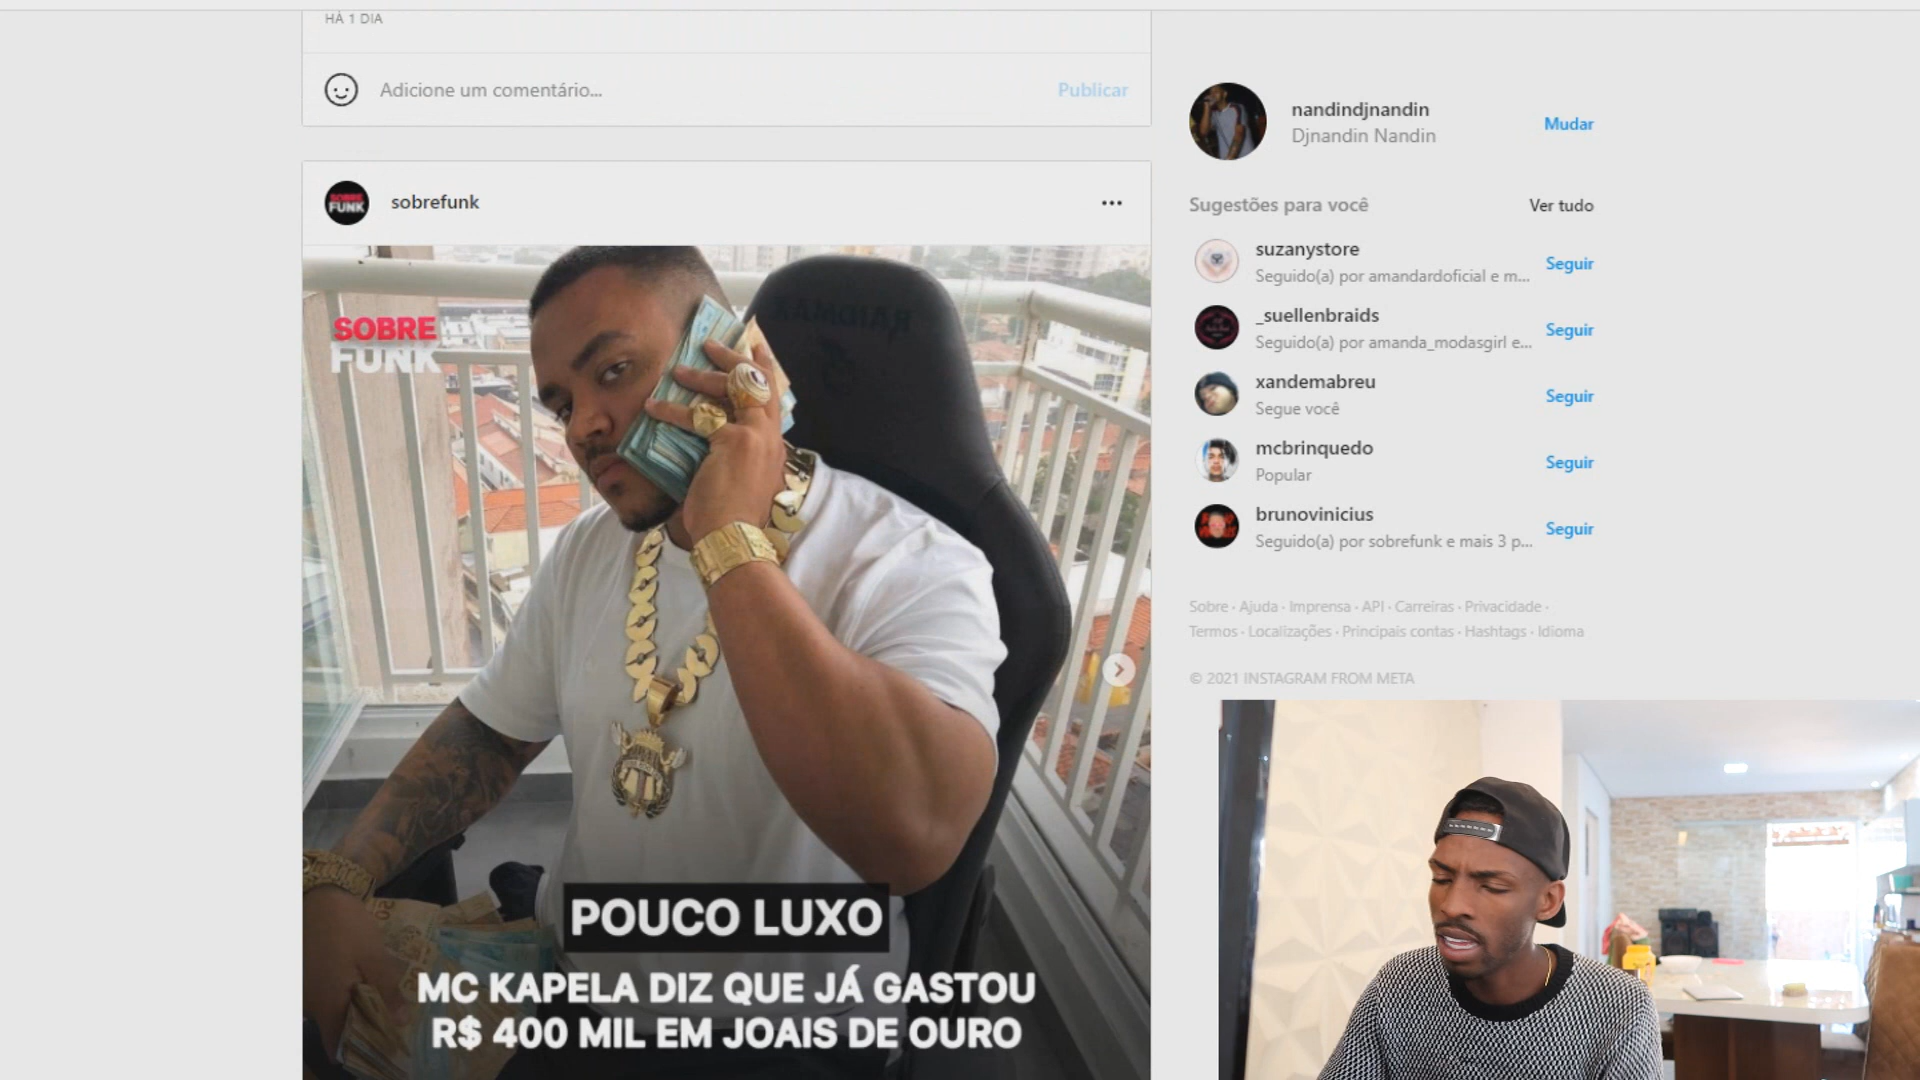 HÁ 1 DIA
Adicione um comentário...
Publicar
SOBRE FUNK
sobrefunk
SOBRE
FUNK
POUCO LUXO
MC KAPELA DIZ QUE JÁ GASTOU
R$ 400 MIL EM JOAIS DE OURO
nandindjnandin
Djnandin Nandin
Mudar
Sugestões para você
Ver tudo
suzanystore
Seguido(a) por amandardoficial e m...
Seguir
_suellenbraids
Seguido(a) por amanda_modasgirl e...
Seguir
xandemabreu
Segue você
Seguir
mcbrinquedo
Popular
Seguir
brunovinicius
Seguido(a) por sobrefunk e mais 3 p...
Seguir
Sobre · Ajuda · Imprensa · API · Carreiras · Privacidade ·
Termos · Localizações · Principais contas · Hashtags · Idioma
© 2021 INSTAGRAM FROM META